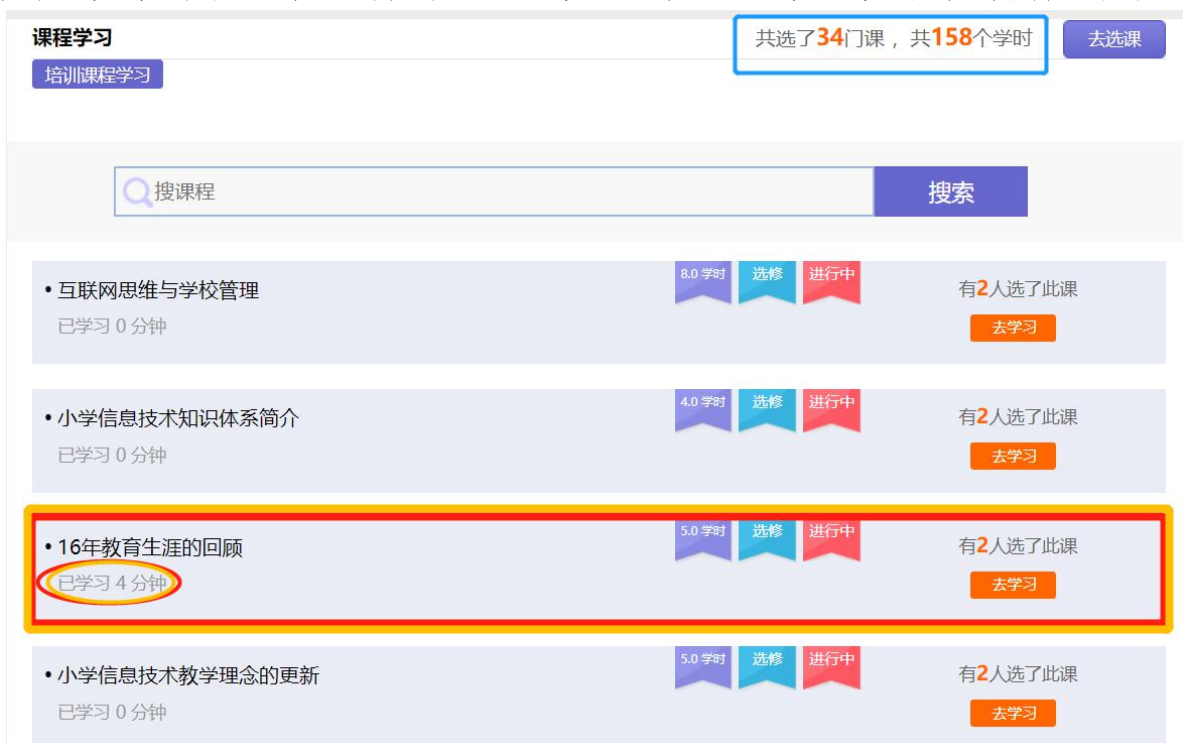 课程学习
共选了34门课，共158个学时
去选课
培训课程学习
搜课程
搜索
• 互联网思维与学校管理
8.0 学时 选修 进行中
有2人选了此课
已学习 0 分钟
去学习
• 小学信息技术知识体系简介
4.0 学时 选修 进行中
有2人选了此课
已学习 0 分钟
去学习
• 16年教育生涯的回顾
5.0 学时 选修 进行中
有2人选了此课
已学习 4 分钟
去学习
• 小学信息技术教学理念的更新
5.0 学时 选修 进行中
有2人选了此课
已学习 0 分钟
去学习